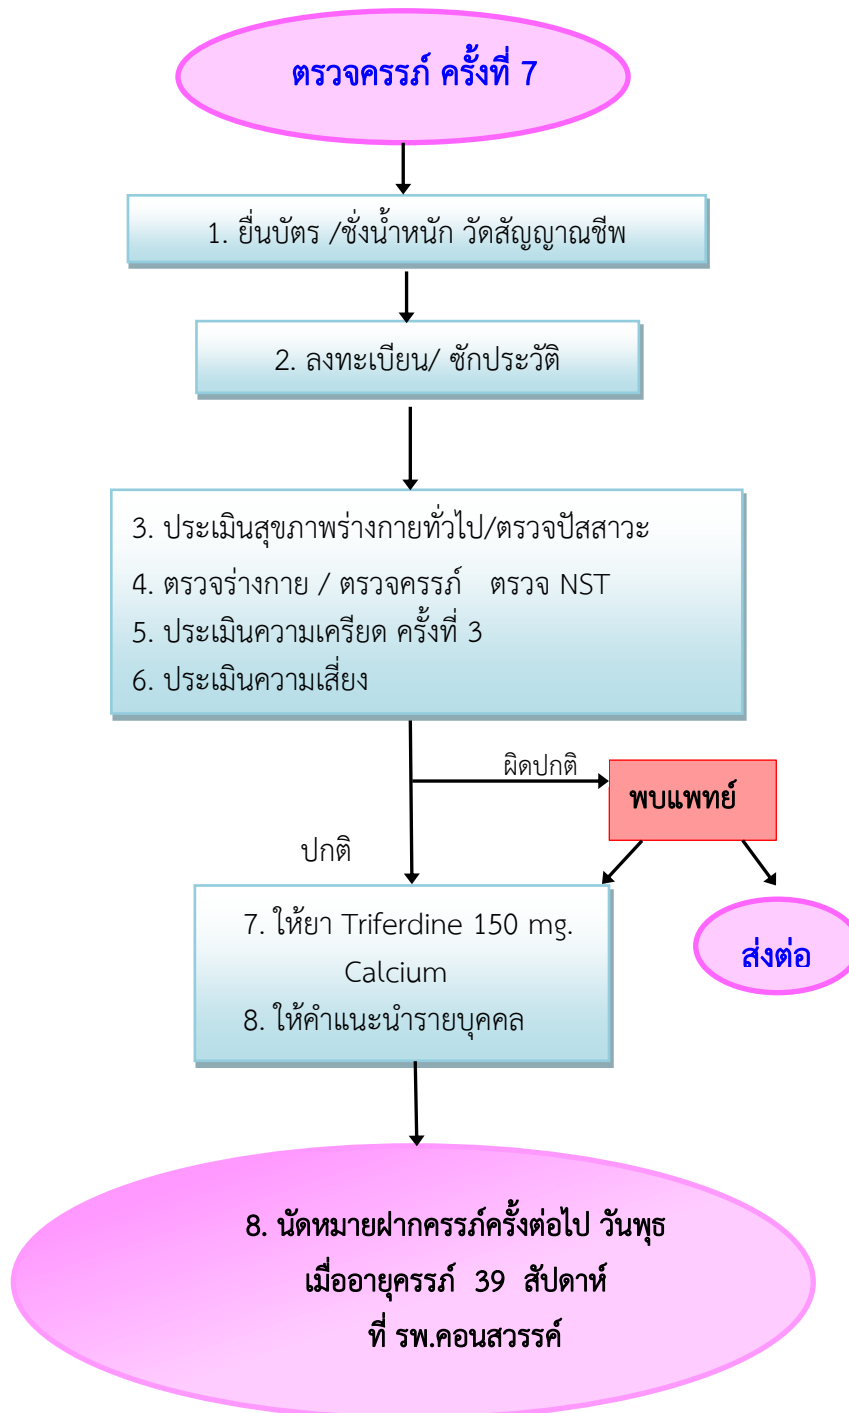 ตรวจครรภ์ ครั้งที่ 7
1. ยื่นบัตร /ชั่งน้ำหนัก วัดสัญญาณชีพ
2. ลงทะเบียน/ ซักประวัติ
3. ประเมินสุขภาพร่างกายทั่วไป/ตรวจปัสสาวะ
4. ตรวจร่างกาย / ตรวจครรภ์ ตรวจ NST
5. ประเมินความเครียด ครั้งที่ 3
6. ประเมินความเสี่ยง
ผิดปกติ
พบแพทย์
ปกติ
7. ให้ยา Triferdine 150 mg.
Calcium
8. ให้คำแนะนำรายบุคคล
ส่งต่อ
8. นัดหมายฝากครรภ์ครั้งต่อไป วันพุธ
เมื่ออายุครรภ์ 39 สัปดาห์
ที่ รพ.คอนสวรรค์